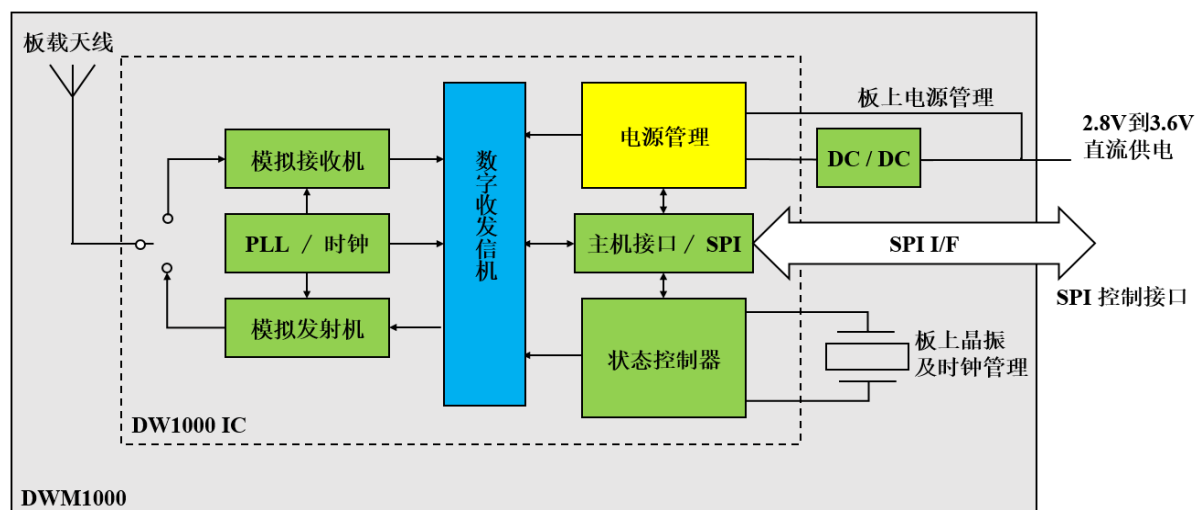 板载天线
模拟接收机
PLL / 时钟
模拟发射机
数字收发信机
电源管理
主机接口 / SPI
状态控制器
板上电源管理
DC / DC
2.8V到3.6V
直流供电
SPI I/F
SPI 控制接口
板上晶振
及时钟管理
DW1000 IC
DWM1000